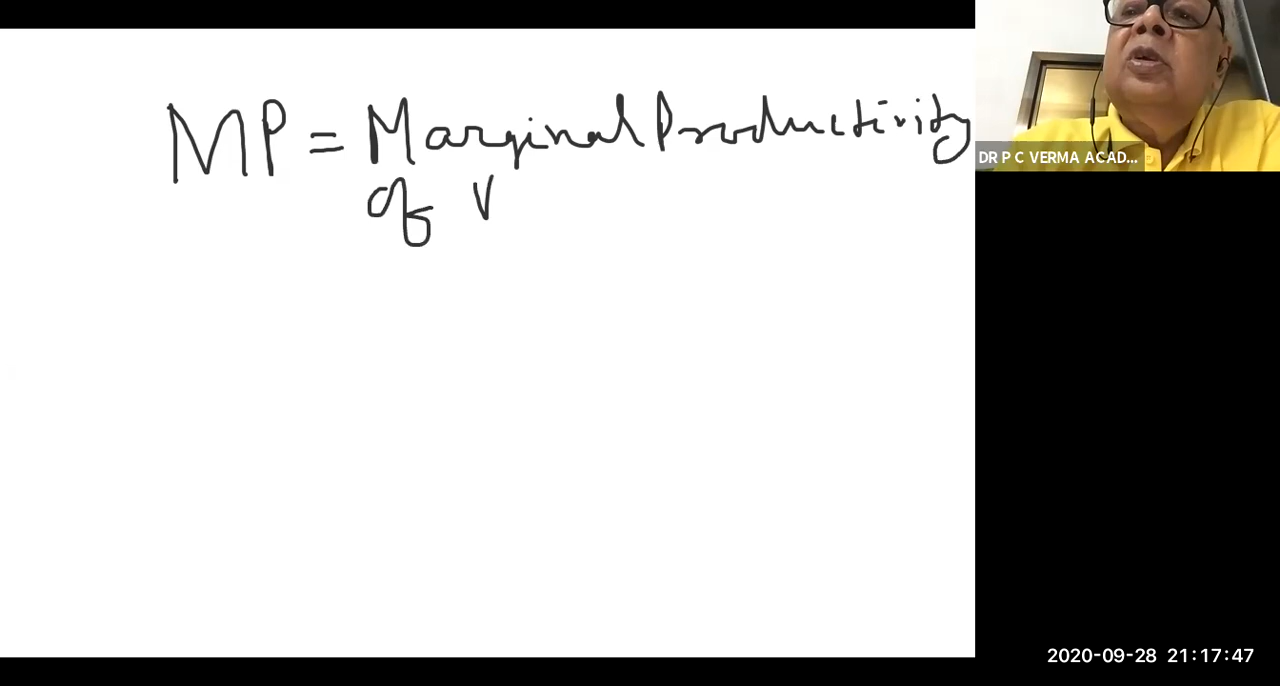 MP = Marginal Productivity
of V
DR P C VERMA ACAD...
2020-09-28 21:17:47